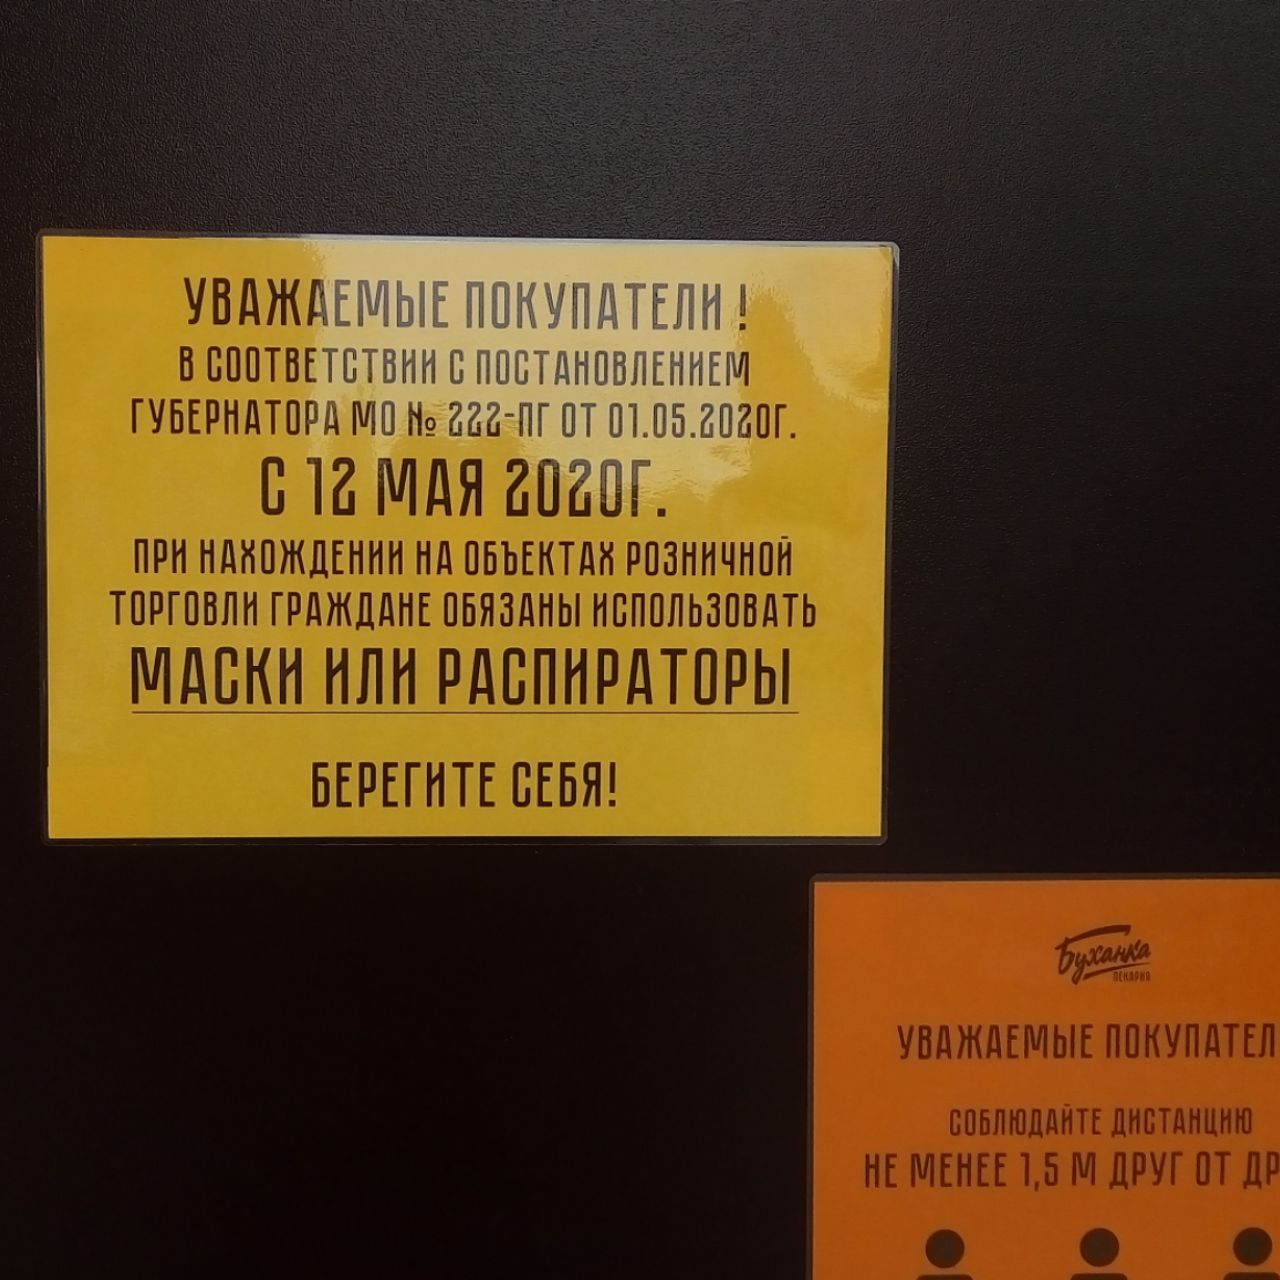 УВАЖАЕМЫЕ ПОКУПАТЕЛИ !
В СООТВЕТСТВИИ С ПОСТАНОВЛЕНИЕМ
ГУБЕРНАТОРА МО № 222-ПГ ОТ 01.05.2020Г.
С 12 МАЯ 2020Г.
ПРИ НАХОЖДЕНИИ НА ОБЪЕКТАХ РОЗНИЧНОЙ
ТОРГОВЛИ ГРАЖДАНЕ ОБЯЗАНЫ ИСПОЛЬЗОВАТЬ
МАСКИ ИЛИ РАСПИРАТОРЫ
БЕРЕГИТЕ СЕБЯ!
Буханка
ПЕКАРНЯ
УВАЖАЕМЫЕ ПОКУПАТЕЛ
СОБЛЮДАЙТЕ ДИСТАНЦИЮ
НЕ МЕНЕЕ 1,5 М ДРУГ ОТ ДР